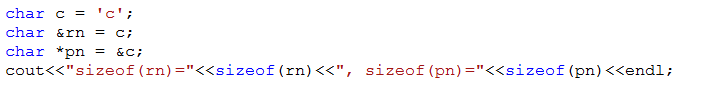 char c = 'c';
char &rn = c;
char *pn = &c;
cout<<"sizeof(rn)="<<sizeof(rn)<<", sizeof(pn)="<<sizeof(pn)<<endl;